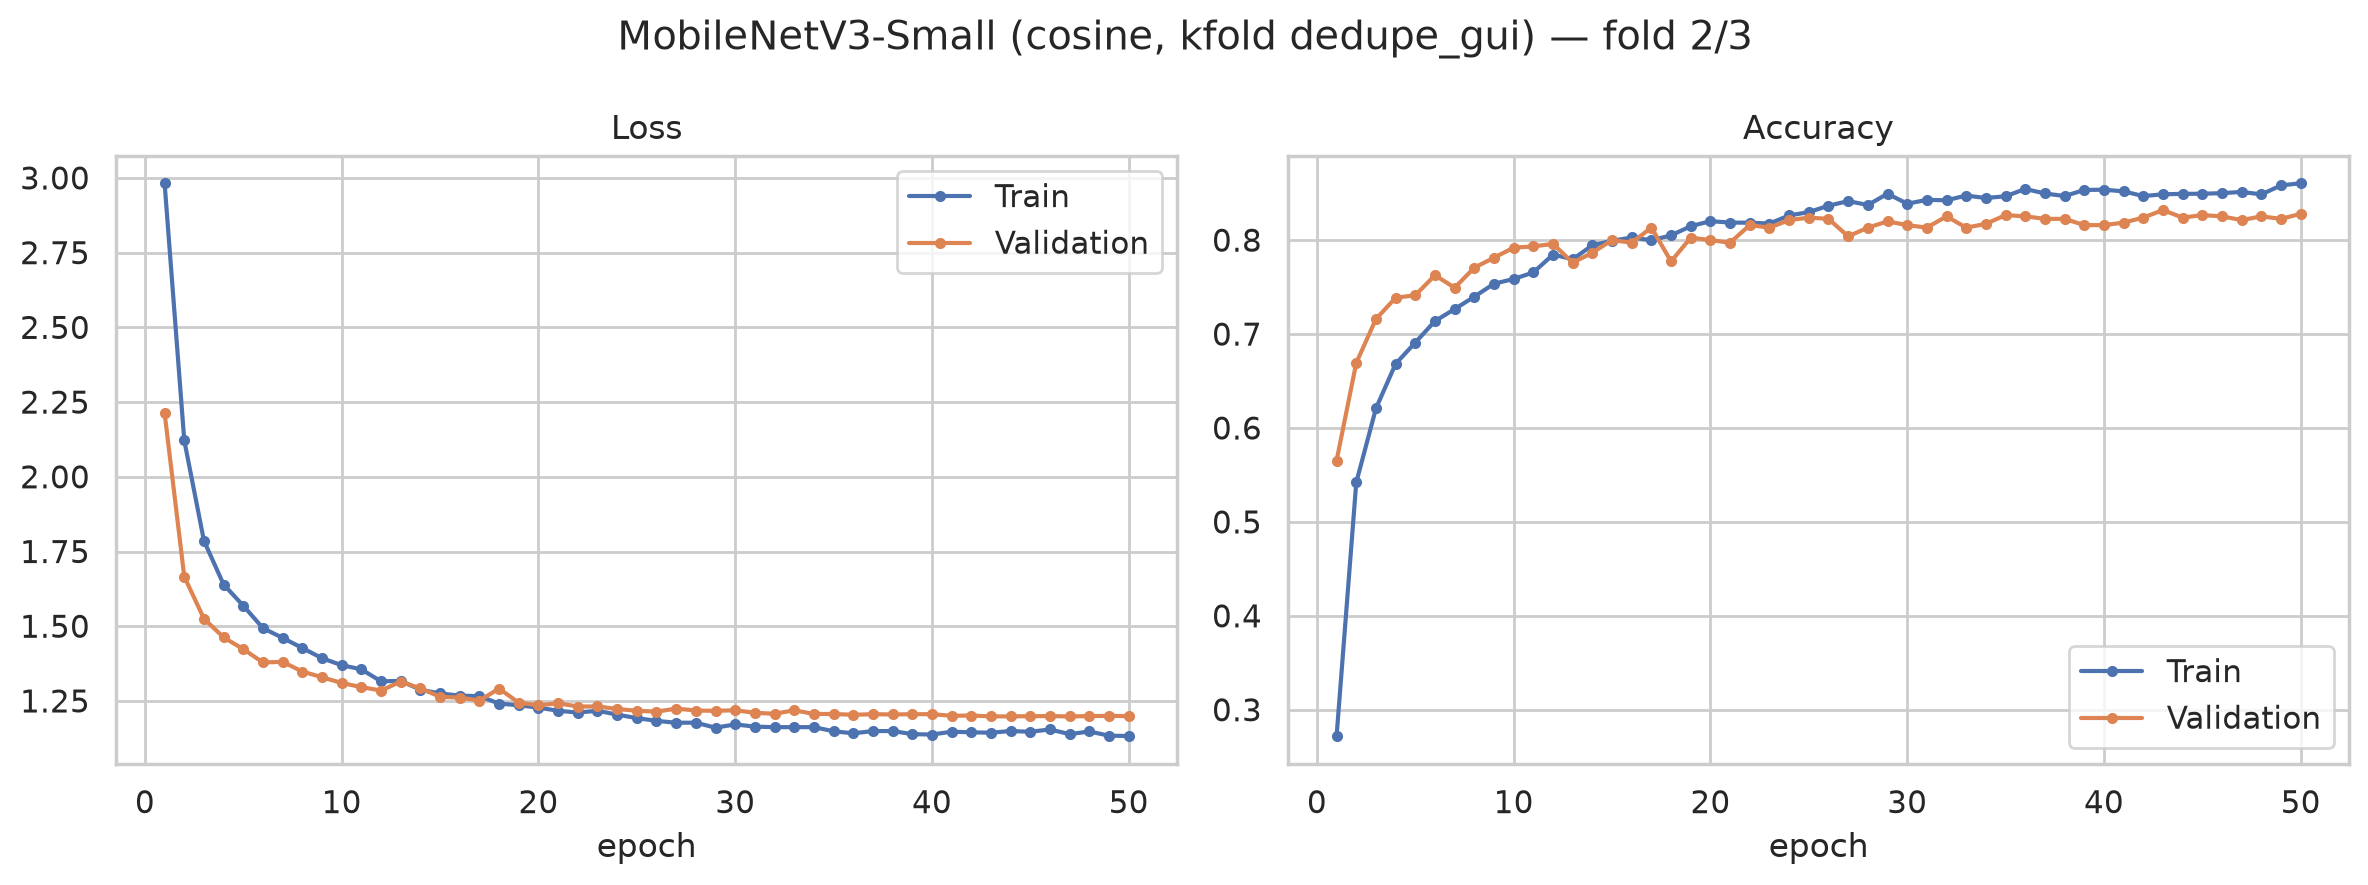 MobileNetV3-Small (cosine, kfold dedupe_gui) — fold 2/3
Loss
3.00
2.75
2.50
2.25
2.00
1.75
1.50
1.25
Train
Validation
0
10
20
30
40
50
epoch
Accuracy
0.8
0.7
0.6
0.5
0.4
0.3
Train
Validation
0
10
20
30
40
50
epoch